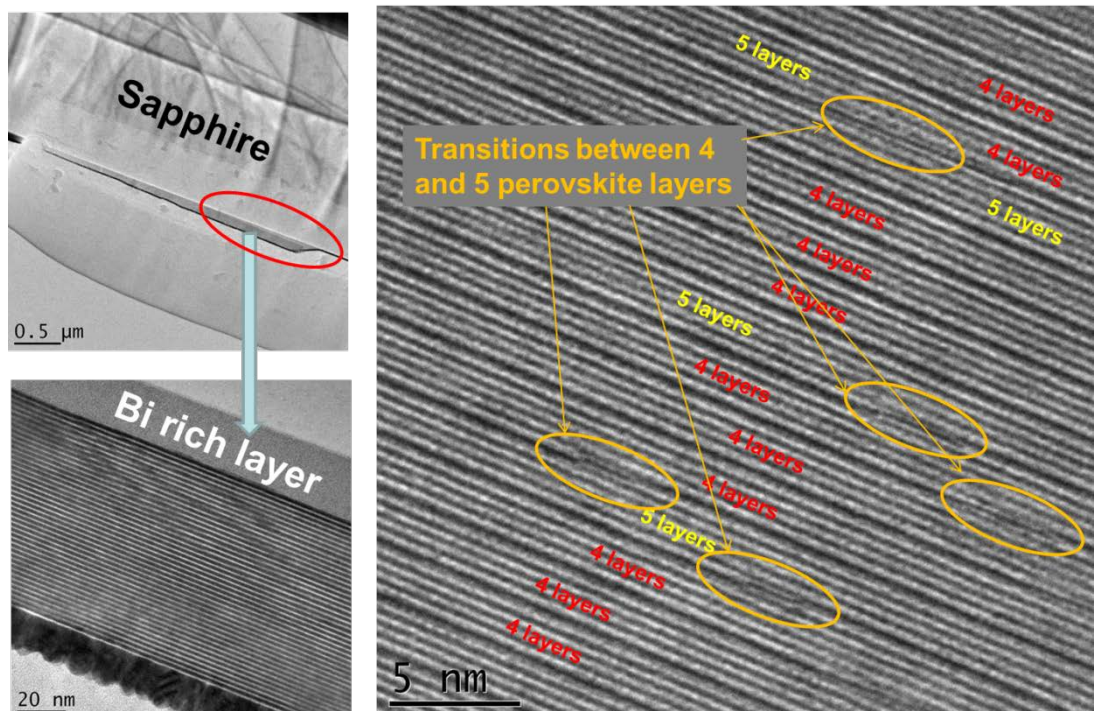 Sapphire
0.5 µm
Bi rich layer
20 nm
5 layers
4 layers
Transitions between 4
and 5 perovskite layers
4 layers
4 layers
5 layers
4 layers
4 layers
5 layers
4 layers
4 layers
4 layers
5 layers
4 layers
4 layers
4 layers
5 nm